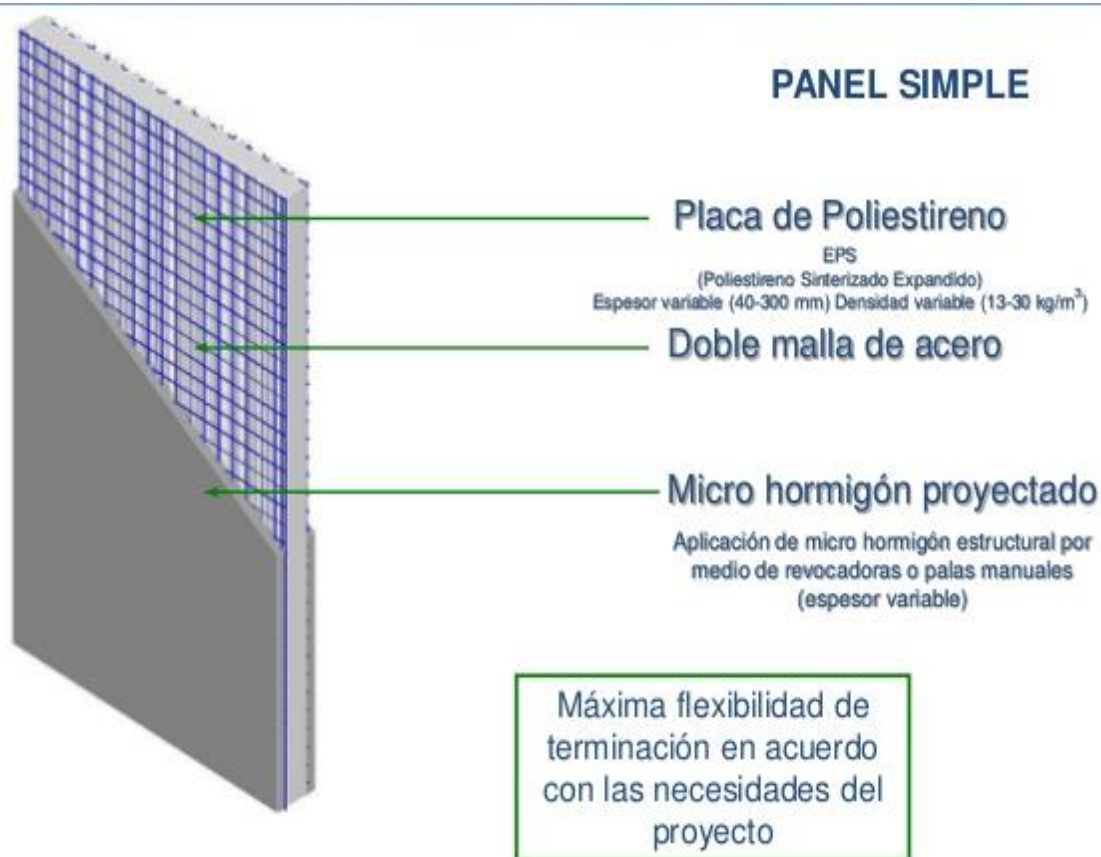 PANEL SIMPLE
Placa de Poliestireno
EPS
(Poliestireno Sinterizado Expandido)
Espesor variable (40-300 mm) Densidad variable (13-30 kg/m³)
Doble malla de acero
Micro hormigón proyectado
Aplicación de micro hormigón estructural por
medio de revocadoras o palas manuales
(espesor variable)
Máxima flexibilidad de
terminación en acuerdo
con las necesidades del
proyecto